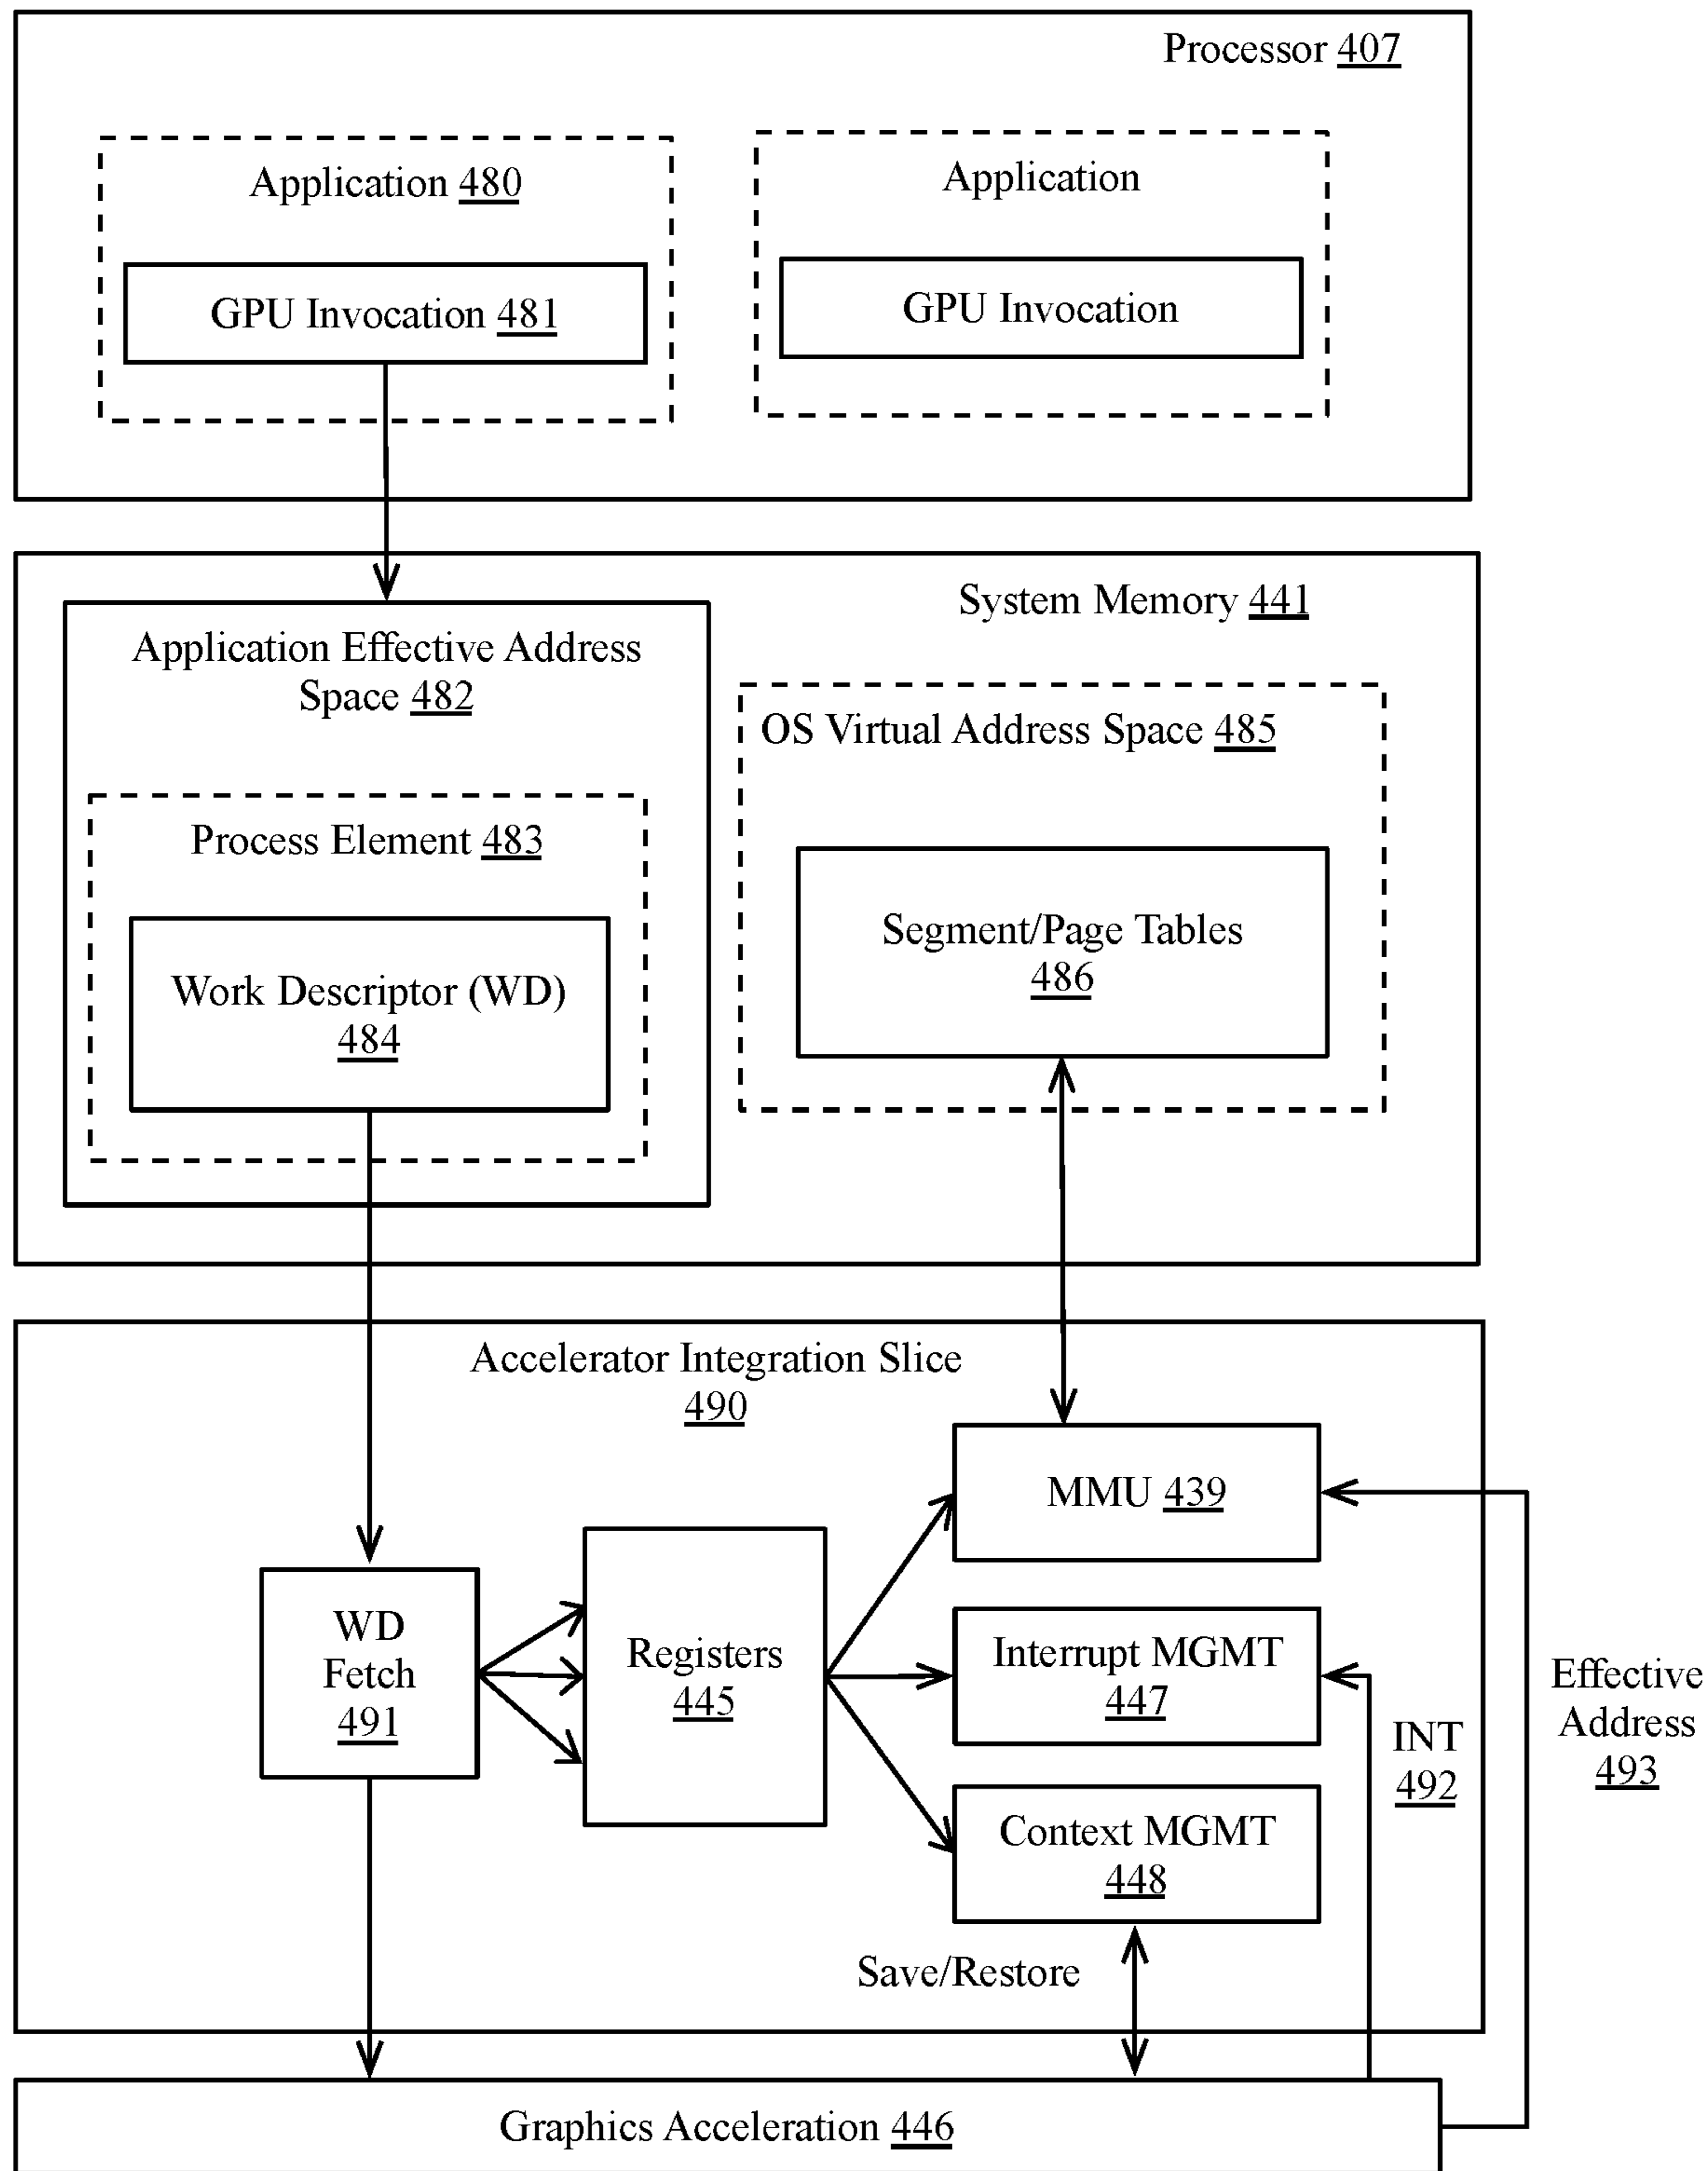 Processor 407
Application 480
GPU Invocation 481
Application
GPU Invocation
System Memory 441
Application Effective Address
Space 482
Process Element 483
Work Descriptor (WD)
484
OS Virtual Address Space 485
Segment/Page Tables
486
Accelerator Integration Slice
490
WD
Fetch
491
Registers
445
MMU 439
Interrupt MGMT
447
Context MGMT
448
INT
492
Effective
Address
493
Save/Restore
Graphics Acceleration 446